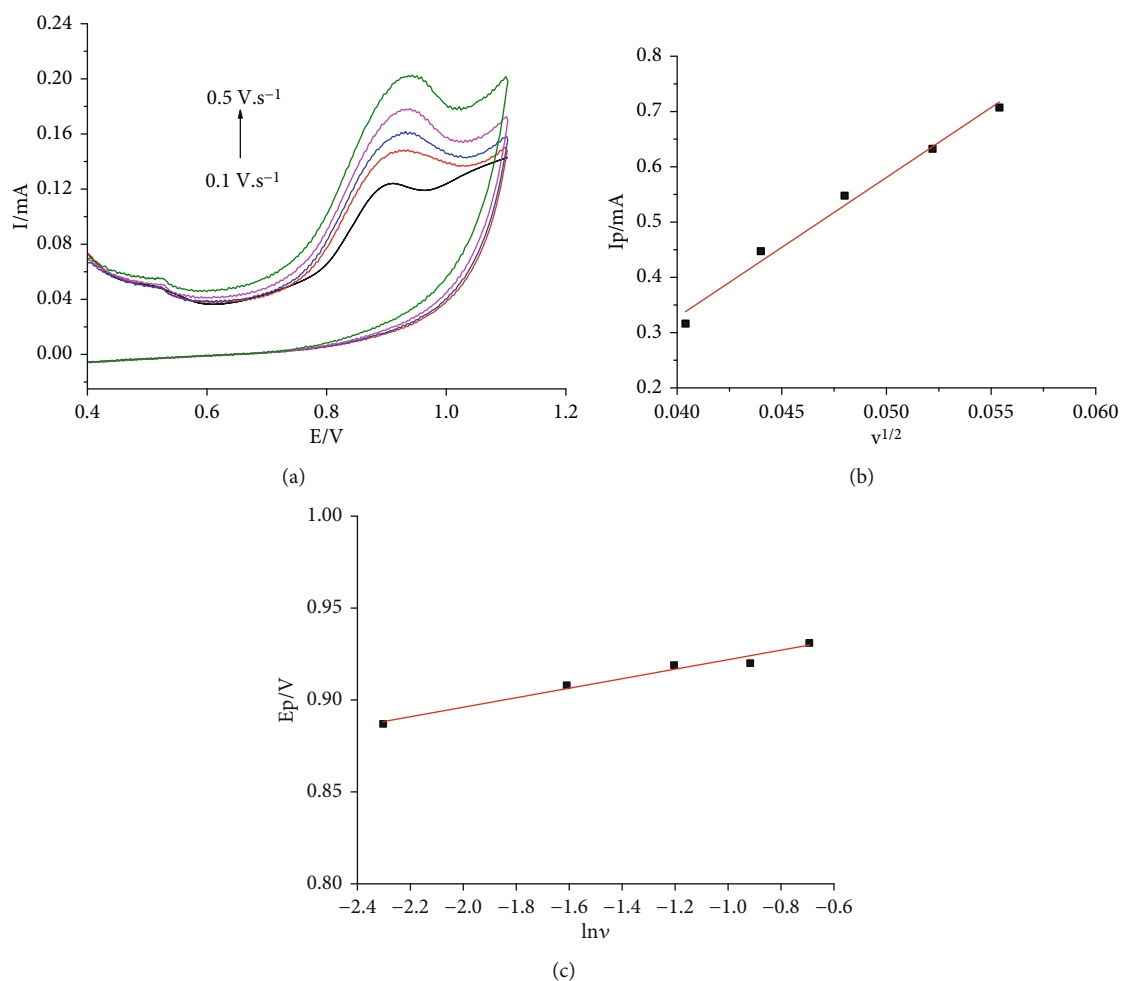 0.24
0.20
0.16
0.12
0.08
0.04
0.00
I/mA
0.5 V.s⁻¹
0.1 V.s⁻¹
0.4 0.6 0.8 1.0 1.2
E/V
(a)
0.8
0.7
0.6
0.5
0.4
0.3
0.2
Ip/mA
0.040 0.045 0.050 0.055 0.060
v¹ᐟ²
(b)
1.00
0.95
0.90
0.85
0.80
Ep/V
−2.4 −2.2 −2.0 −1.8 −1.6 −1.4 −1.2 −1.0 −0.8 −0.6
lnν
(c)